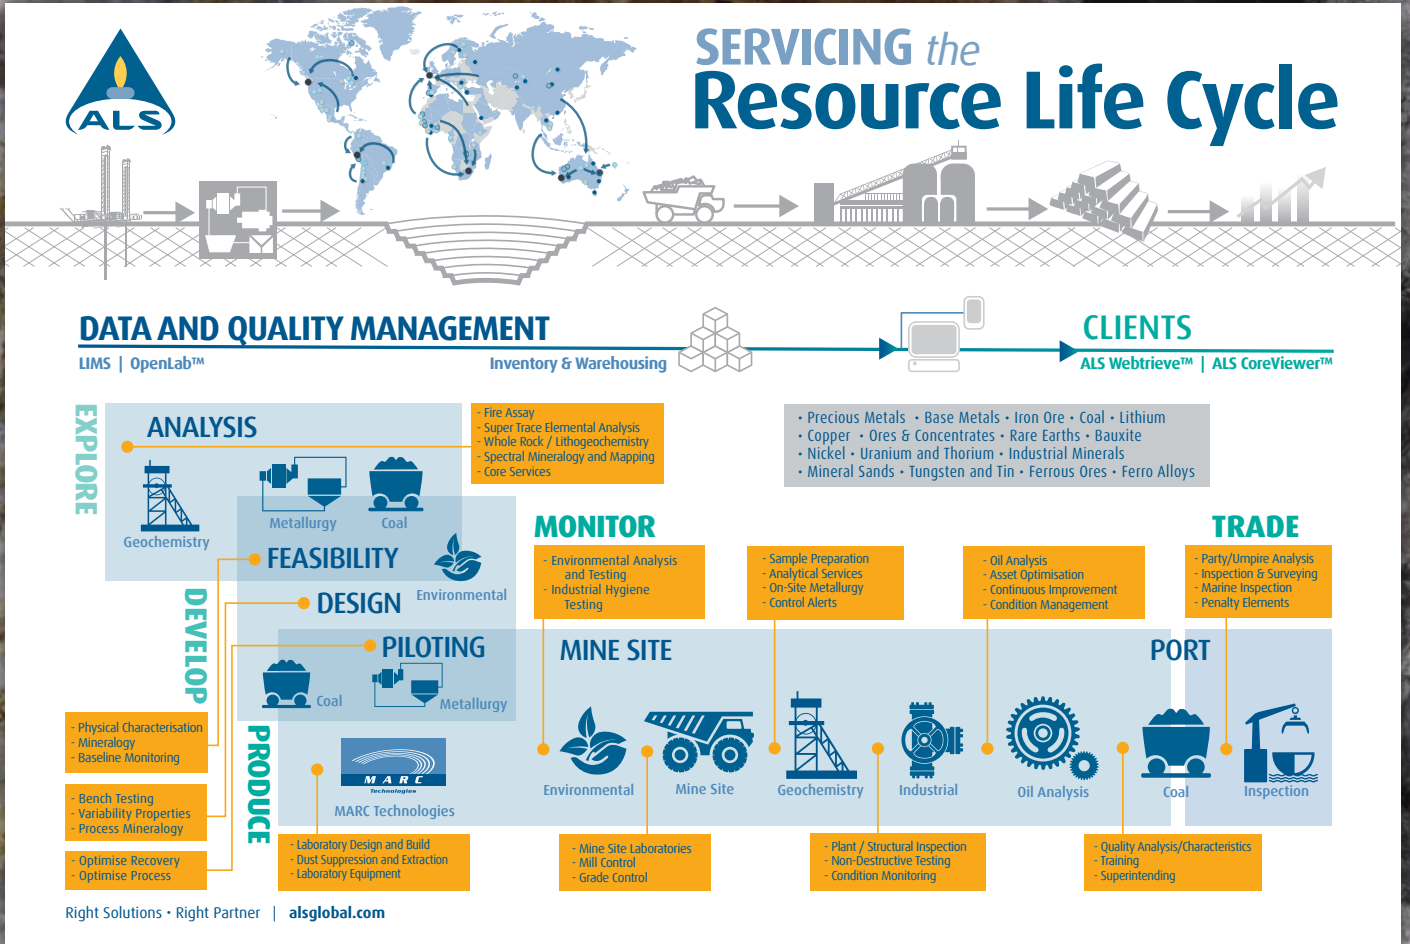 ALS
SERVICING the
Resource Life Cycle
DATA AND QUALITY MANAGEMENT
LIMS | OpenLab™
Inventory & Warehousing
CLIENTS
ALS Webtrieve™ | ALS CoreViewer™
EXPLORE
ANALYSIS
- Fire Assay
- Super Trace Elemental Analysis
- Whole Rock / Lithogeochemistry
- Spectral Mineralogy and Mapping
- Core Services
• Precious Metals • Base Metals • Iron Ore • Coal • Lithium
• Copper • Ores & Concentrates • Rare Earths • Bauxite
• Nickel • Uranium and Thorium • Industrial Minerals
• Mineral Sands • Tungsten and Tin • Ferrous Ores • Ferro Alloys
Geochemistry
Metallurgy
Coal
FEASIBILITY
Environmental
DEVELOP
DESIGN
PILOTING
Coal
Metallurgy
- Physical Characterisation
- Mineralogy
- Baseline Monitoring
- Bench Testing
- Variability Properties
- Process Mineralogy
- Optimise Recovery
- Optimise Process
PRODUCE
MARC
Technologies
MARC Technologies
- Laboratory Design and Build
- Dust Suppression and Extraction
- Laboratory Equipment
MONITOR
- Environmental Analysis
and Testing
- Industrial Hygiene
Testing
- Sample Preparation
- Analytical Services
- On-Site Metallurgy
- Control Alerts
- Oil Analysis
- Asset Optimisation
- Continuous Improvement
- Condition Management
TRADE
- Party/Umpire Analysis
- Inspection & Surveying
- Marine Inspection
- Penalty Elements
MINE SITE
PORT
Environmental
Mine Site
Geochemistry
Industrial
Oil Analysis
Coal
Inspection
- Mine Site Laboratories
- Mill Control
- Grade Control
- Plant / Structural Inspection
- Non-Destructive Testing
- Condition Monitoring
- Quality Analysis/Characteristics
- Training
- Superintending
Right Solutions • Right Partner | alsglobal.com